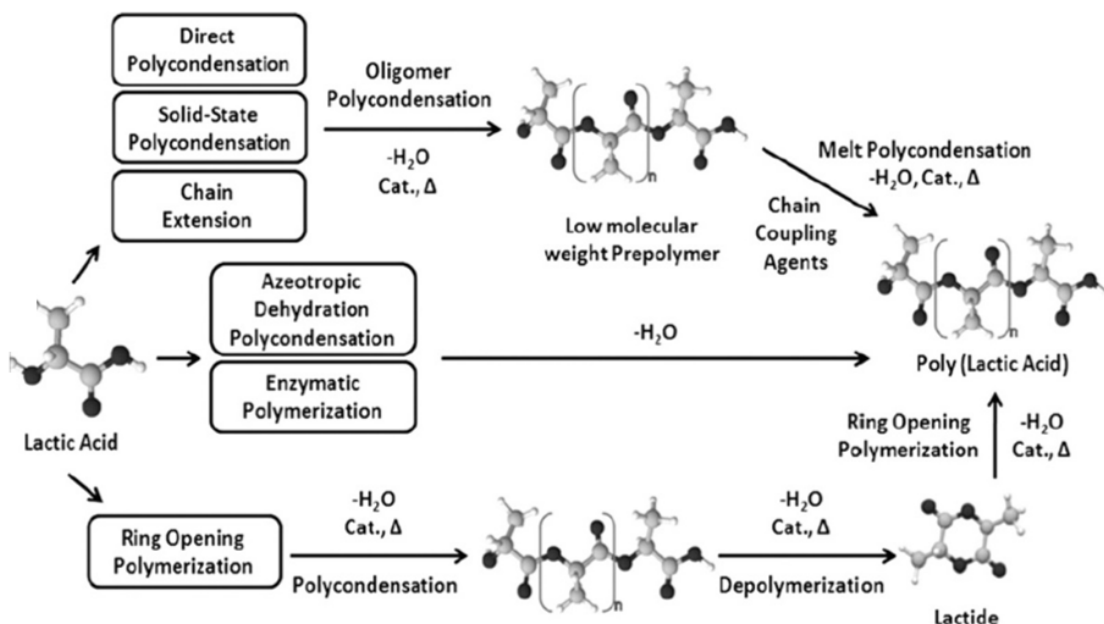 Direct
Polycondensation
Solid-State
Polycondensation
Chain
Extension
Oligomer
Polycondensation
-H₂O
Cat., Δ
n
Low molecular
weight Prepolymer
Melt Polycondensation
-H₂O, Cat., Δ
Chain
Coupling
Agents
Azeotropic
Dehydration
Polycondensation
Enzymatic
Polymerization
-H₂O
n
Poly (Lactic Acid)
Lactic Acid
Ring Opening
Polymerization
-H₂O
Cat., Δ
Ring Opening
Polymerization
-H₂O
Cat., Δ
Polycondensation
n
-H₂O
Cat., Δ
Depolymerization
Lactide